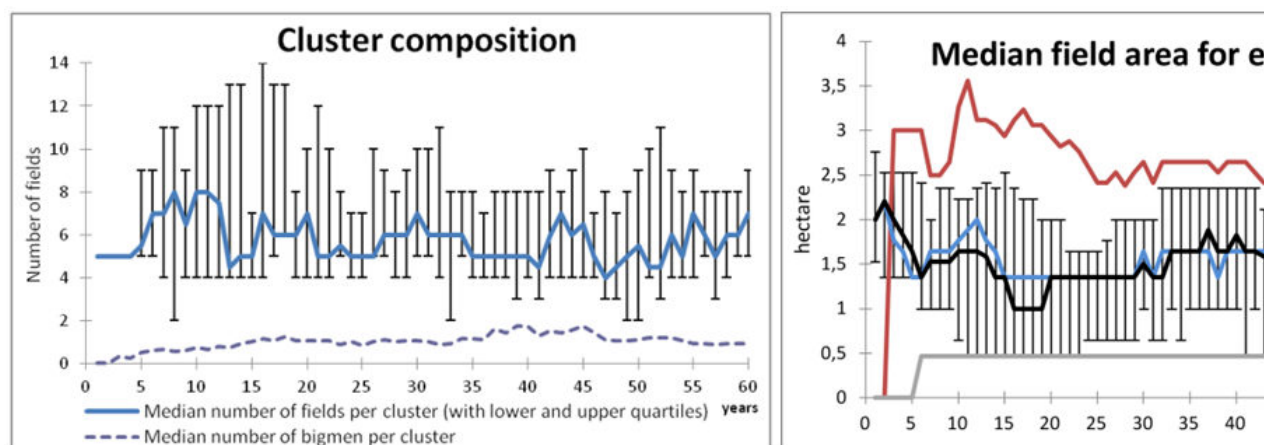 Cluster composition
14
12
10
8
6
4
2
0
Number of fields
0 5 10 15 20 25 30 35 40 45 50 55 60
years
Median number of fields per cluster (with lower and upper quartiles)
Median number of bigmen per cluster
Median field area for e
4
3,5
3
2,5
2
1,5
1
0,5
0
hectare
0 5 10 15 20 25 30 35 40